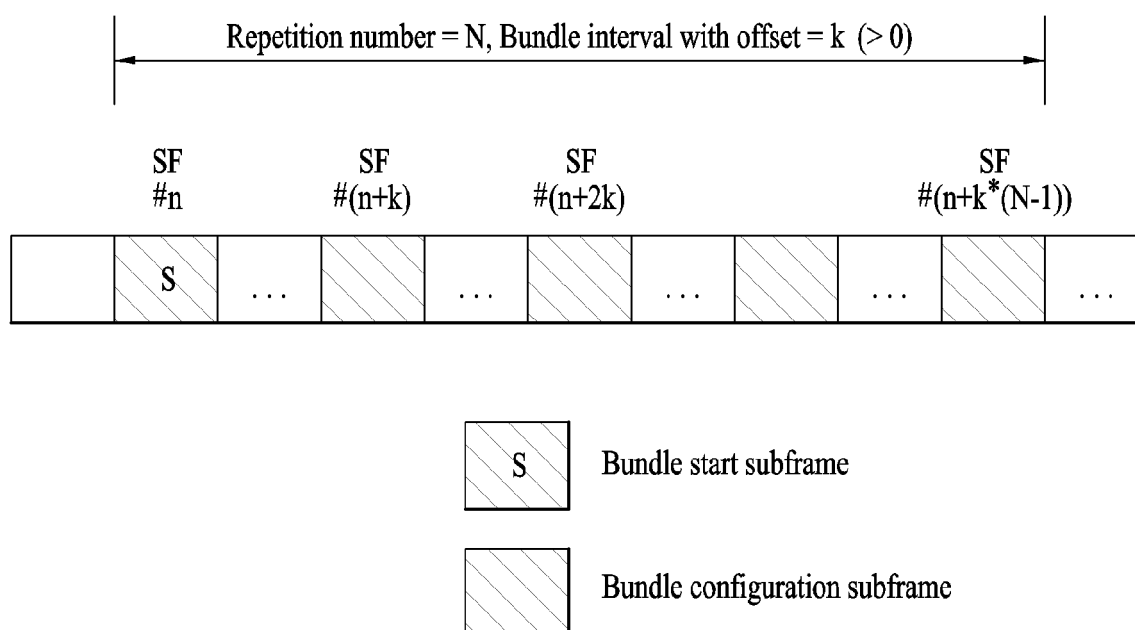 Repetition number = N, Bundle interval with offset = k (> 0)
SF SF SF SF
#n #(n+k) #(n+2k) #(n+k*(N-1))
S ... ... ... ... ...
S Bundle start subframe
Bundle configuration subframe